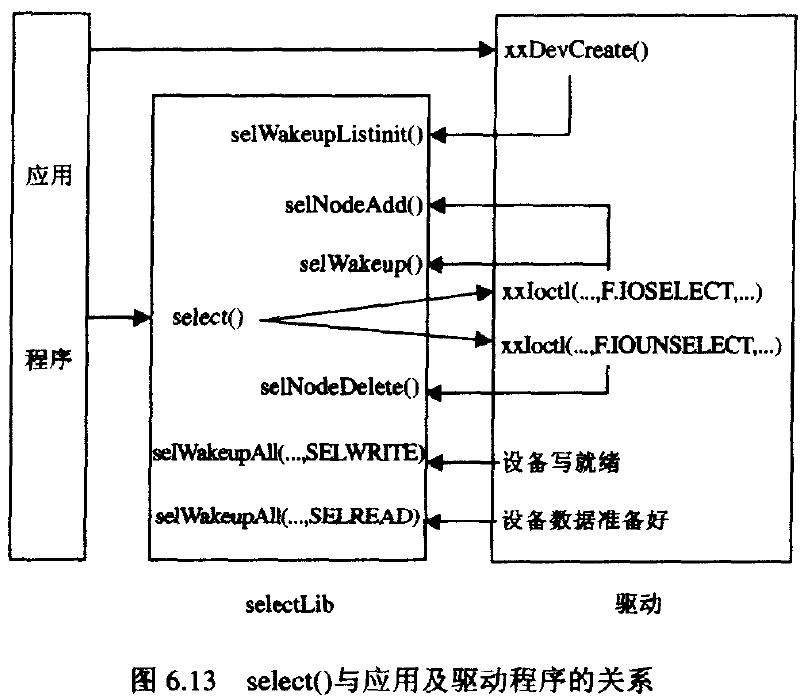 xxDevCreate()
selWakeupListinit()
应用
selNodeAdd()
selWakeup()
xxIoctl(...,F.IOSELECT,...)
select()
xxIoctl(...,F.IOUNSELECT,...)
程序
selNodeDelete()
selWakeupAll(...,SELWRITE)
设备写就绪
selWakeupAll(...,SELREAD)
设备数据准备好
selectLib
驱动
图 6.13 select()与应用及驱动程序的关系